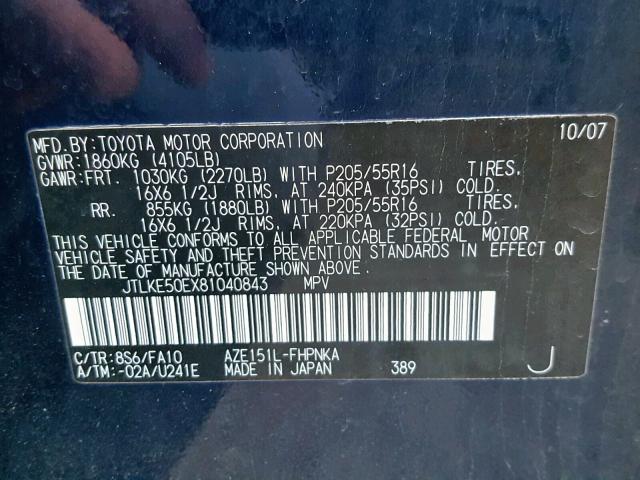 MFD.BY:TOYOTA MOTOR CORPORATION 10/07
GVWR:1860KG (4105LB)
GAWR:FRT. 1030KG (2270LB) WITH P205/55R16 TIRES.
16X6 1/2J RIMS, AT 240KPA (35PSI) COLD.
RR. 855KG (1880LB) WITH P205/55R16 TIRES.
16X6 1/2J RIMS, AT 220KPA (32PSI) COLD.
THIS VEHICLE CONFORMS TO ALL APPLICABLE FEDERAL MOTOR
VEHICLE SAFETY AND THEFT PREVENTION STANDARDS IN EFFECT
ON THE DATE OF MANUFACTURE SHOWN ABOVE.
JTLKE50EX81040843 MPV
C/TR:8S6/FA10 AZE151L-FHPNKA
A/TM:-02A/U241E MADE IN JAPAN 389 J